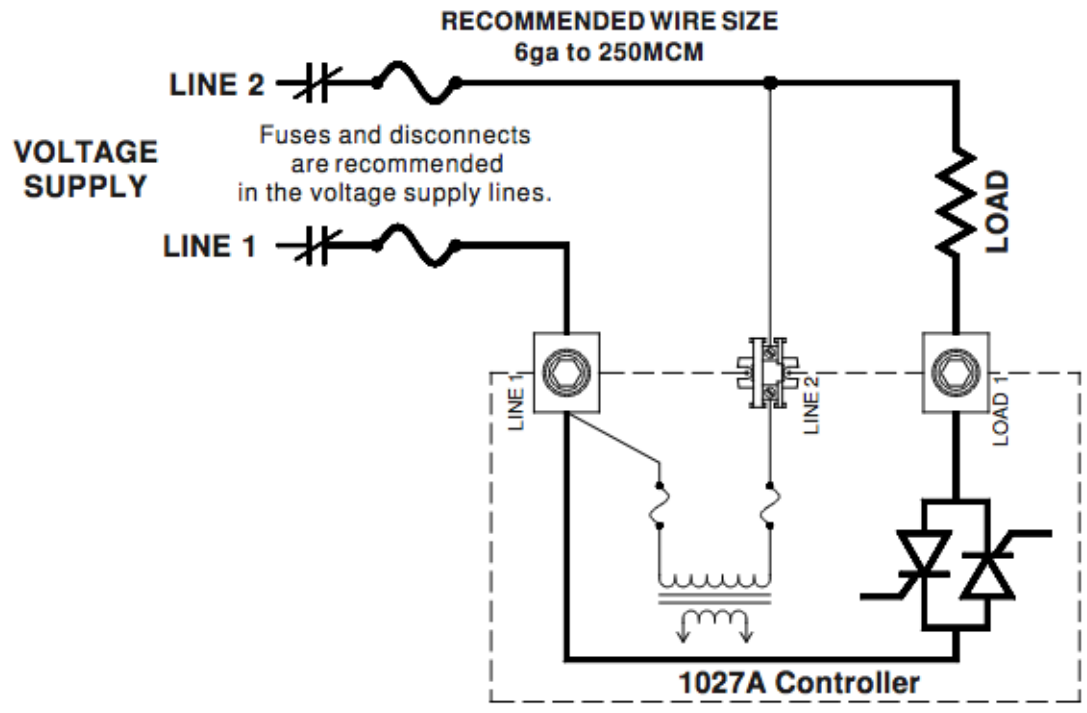 RECOMMENDED WIRE SIZE
6ga to 250MCM
LINE 2
Fuses and disconnects
are recommended
in the voltage supply lines.
VOLTAGE
SUPPLY
LINE 1
LOAD
LINE 1
LINE 2
LOAD 1
1027A Controller